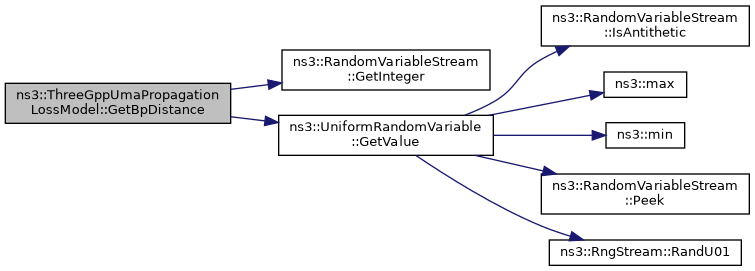 ns3::ThreeGppUmaPropagation
LossModel::GetBpDistance
ns3::RandomVariableStream
::GetInteger
ns3::UniformRandomVariable
::GetValue
ns3::RandomVariableStream
::IsAntithetic
ns3::max
ns3::min
ns3::RandomVariableStream
::Peek
ns3::RngStream::RandU01